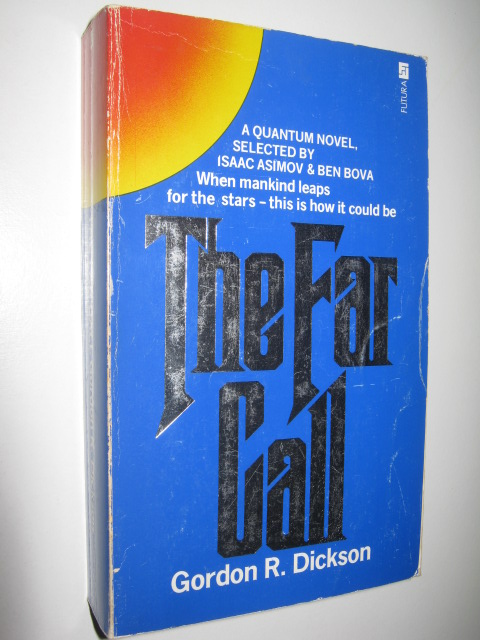 FUTURA SF
A QUANTUM NOVEL,
SELECTED BY
ISAAC ASIMOV & BEN BOVA
When mankind leaps
for the stars – this is how it could be
The Far
Call
Gordon R. Dickson